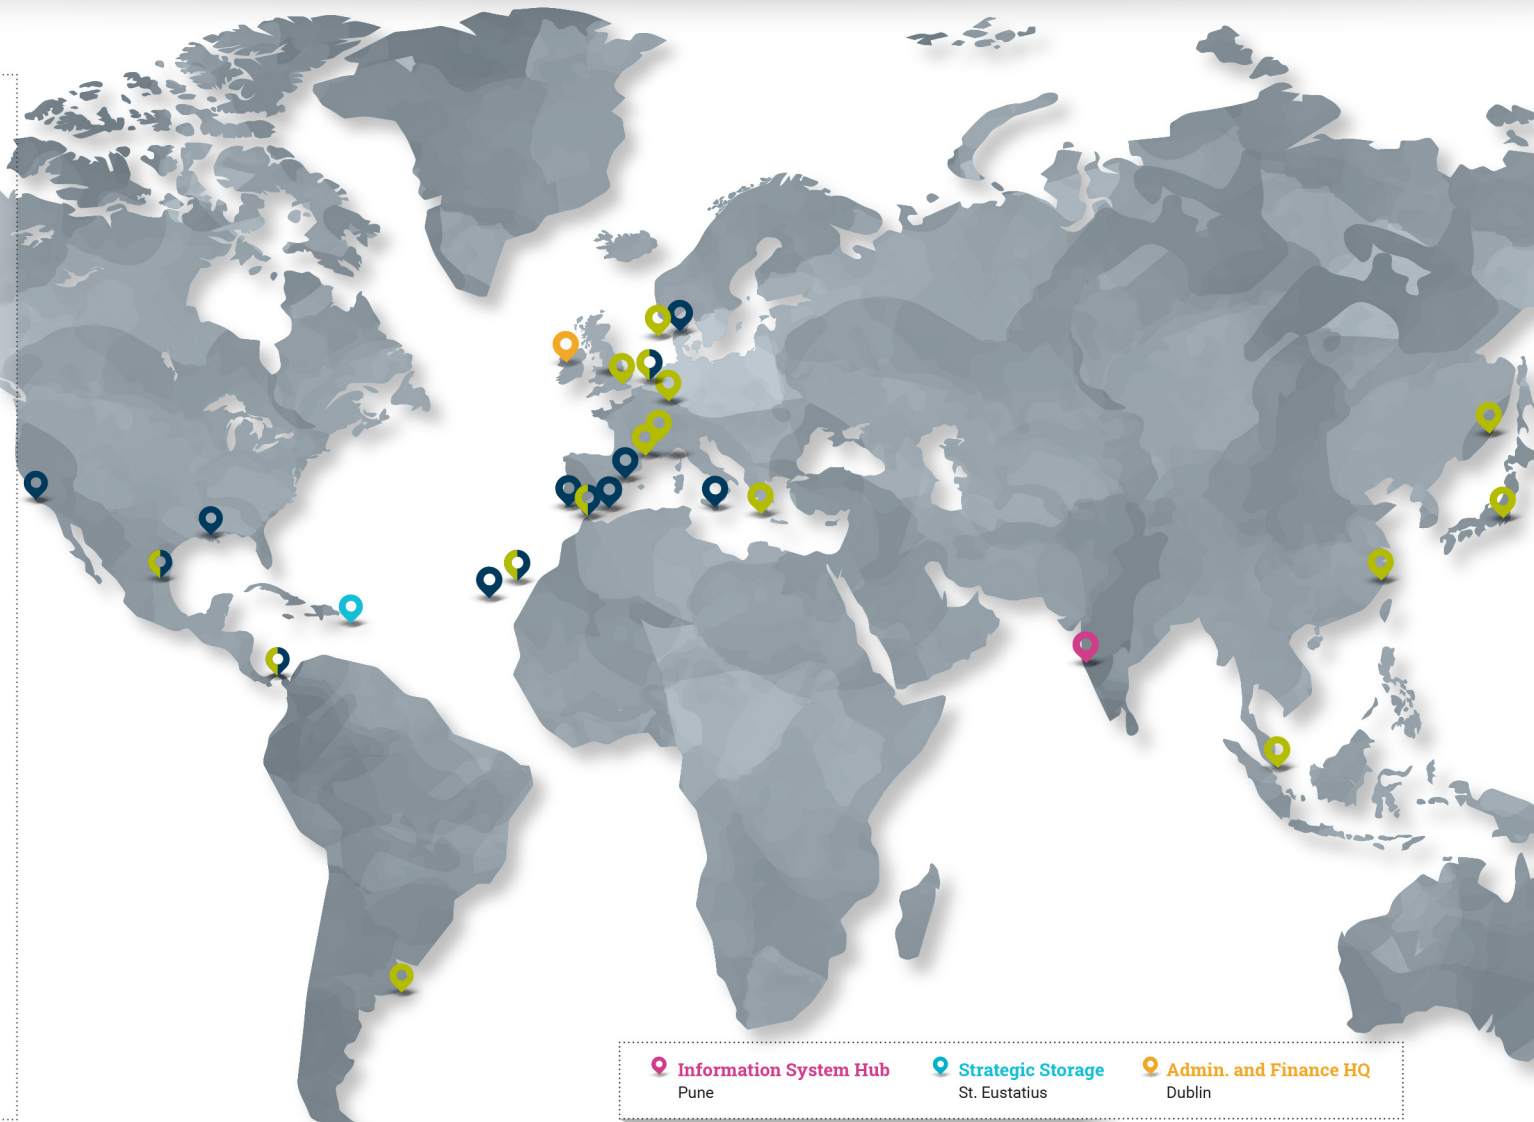 Information System Hub
Pune
Strategic Storage
St. Eustatius
Admin. and Finance HQ
Dublin